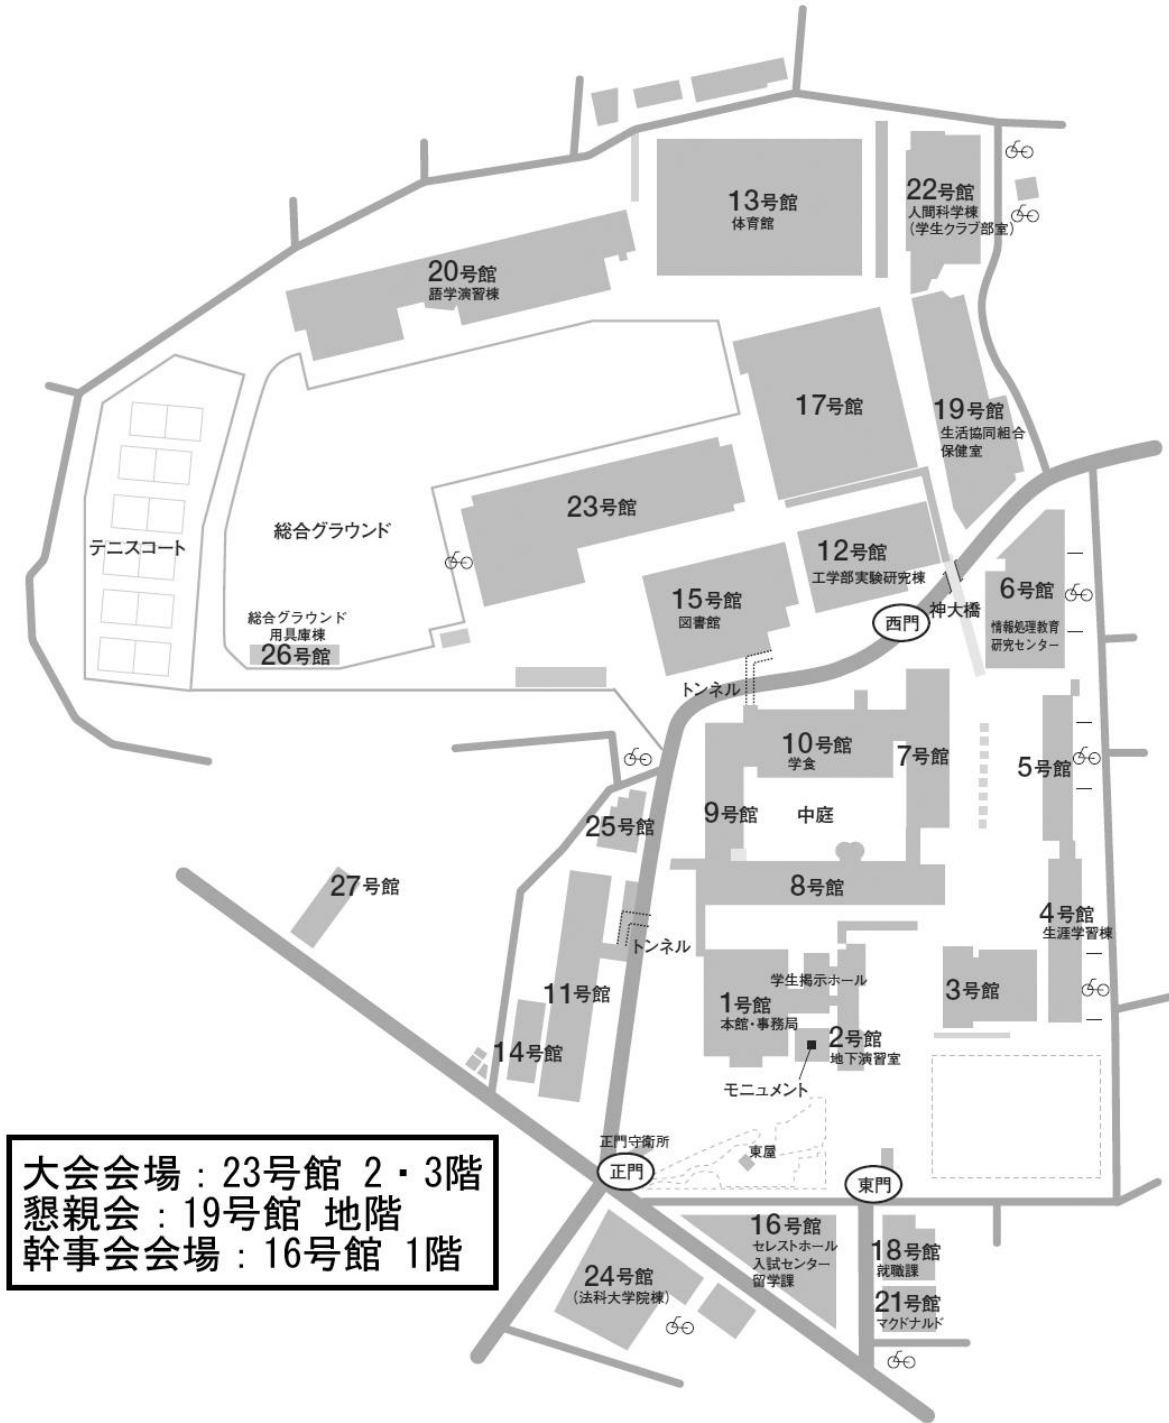 13号館
体育館
22号館
人間科学棟
(学生クラブ部室)
20号館
語学演習棟
17号館
19号館
生活協同組合
保健室
23号館
総合グラウンド
テニスコート
12号館
工学部実験研究棟
15号館
図書館
6号館
情報処理教育
研究センター
神大橋
西門
総合グラウンド
用具庫棟
26号館
トンネル
10号館
学食
7号館
5号館
9号館
中庭
25号館
8号館
27号館
4号館
生涯学習棟
トンネル
11号館
学生掲示ホール
1号館
本館・事務局
3号館
2号館
地下演習室
14号館
モニュメント
正門守衛所
正門
東屋
東門
大会会場:23号館 2・3階
懇親会:19号館 地階
幹事会会場:16号館 1階
16号館
セレストホール
入試センター
留学課
18号館
就職課
24号館
(法科大学院棟)
21号館
マクドナルド